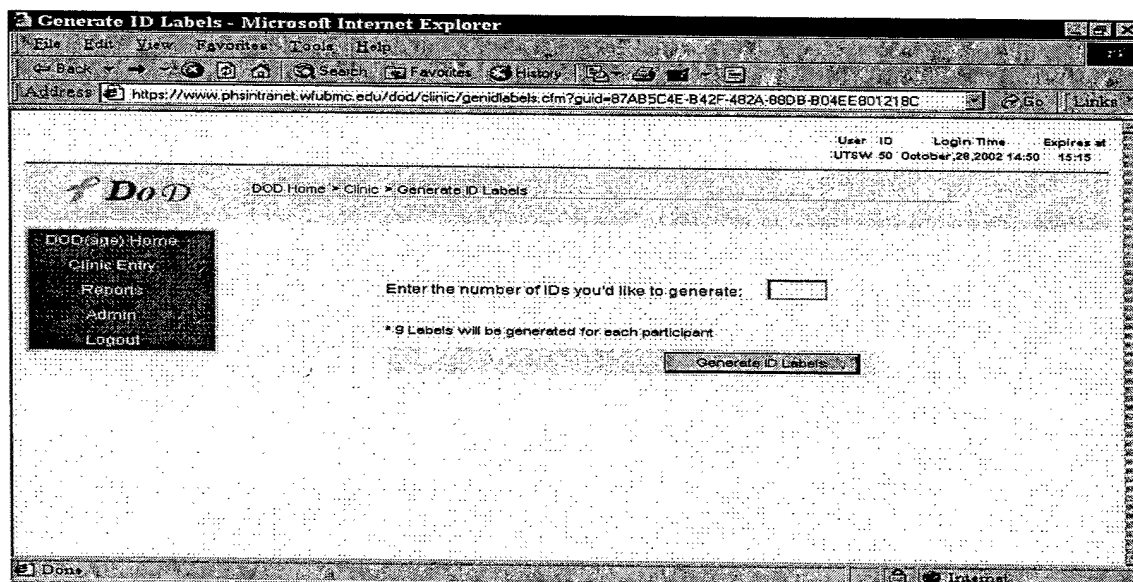 Generate ID Labels - Microsoft Internet Explorer
File Edit View Favorites Tools Help
Back Search Favorites History
Address https://www.phsintranet.wfubmc.edu/dod/clinic/genidlabels.cfm?guid=87AB5C4E-B42F-482A-88DB-B04EE801218C Go Links
User ID Login Time Expires at
UTSW 50 October,28,2002 14:50 15:15
DoD
DOD Home > Clinic > Generate ID Labels
DOD(age) Home
Clinic Entry
Reports
Admin
Logout
Enter the number of IDs you'd like to generate:
* 9 Labels will be generated for each participant
Generate ID Labels
Done Internet